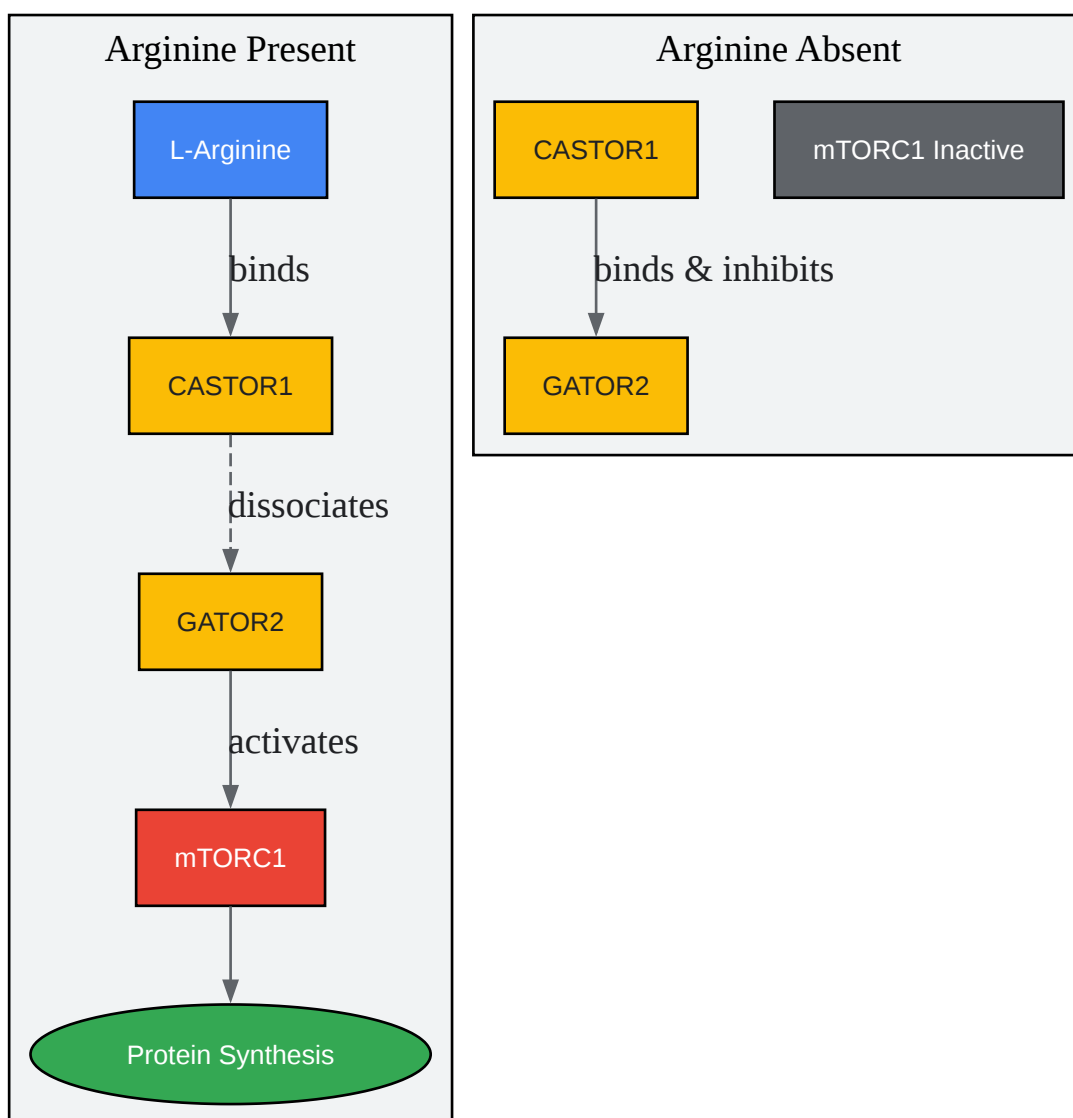 Arginine Present
L-Arginine
binds
CASTOR1
dissociates
GATOR2
activates
mTORC1
Protein Synthesis
Arginine Absent
CASTOR1
mTORC1 Inactive
binds & inhibits
GATOR2